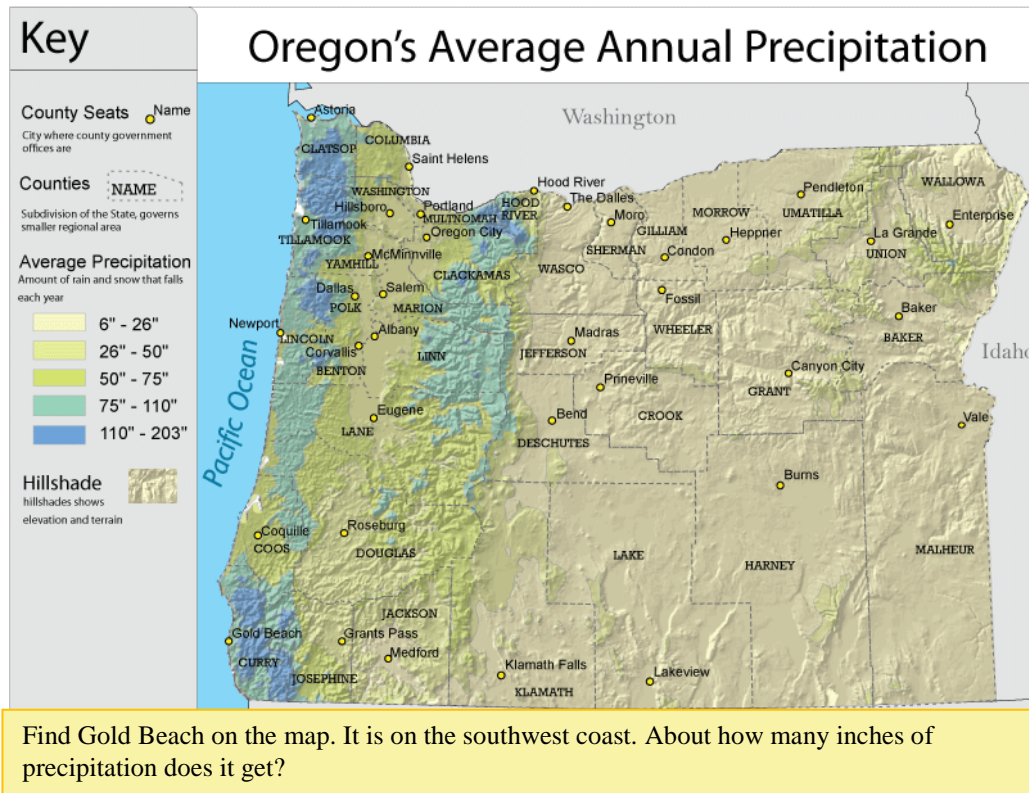 Key
Oregon's Average Annual Precipitation
County Seats
Name
City where county government
offices are
Counties
NAME
Subdivision of the State, governs
smaller regional area
Average Precipitation
Amount of rain and snow that falls
each year
6" - 26"
26" - 50"
50" - 75"
75" - 110"
110" - 203"
Hillshade
hillshades shows
elevation and terrain
Washington
Idaho
Pacific Ocean
Astoria
CLATSOP
COLUMBIA
Saint Helens
WASHINGTON
Hillsboro
Portland
MULTNOMAH
Oregon City
Tillamook
TILLAMOOK
McMinnville
YAMHILL
CLACKAMAS
Hood River
HOOD
RIVER
The Dalles
Moro
GILLIAM
SHERMAN
Condon
WASCO
MORROW
Heppner
Pendleton
UMATILLA
WALLOWA
Enterprise
La Grande
UNION
Dallas
POLK
Salem
MARION
Newport
LINCOLN
Albany
Corvallis
BENTON
LINN
Fossil
WHEELER
Madras
JEFFERSON
Baker
BAKER
Canyon City
GRANT
Prineville
CROOK
Bend
DESCHUTES
Eugene
LANE
Vale
Burns
Coquille
COOS
Roseburg
DOUGLAS
LAKE
HARNEY
MALHEUR
JACKSON
Gold Beach
CURRY
Grants Pass
Medford
JOSEPHINE
Klamath Falls
KLAMATH
Lakeview
Find Gold Beach on the map. It is on the southwest coast. About how many inches of
precipitation does it get?